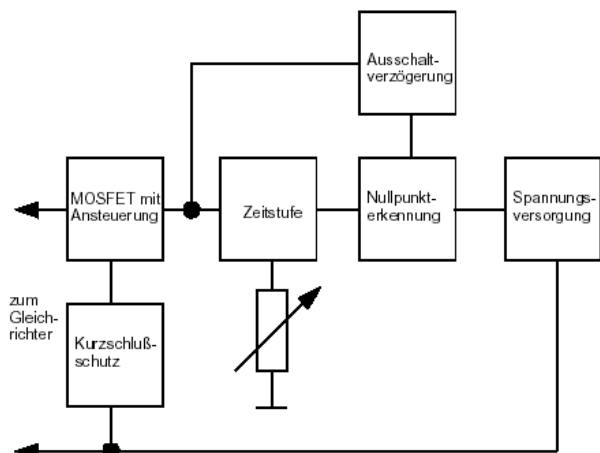 Ausschalt-
verzögerung
MOSFET mit
Ansteuerung
Zeitstufe
Nullpunkt-
erkennung
Spannungs-
versorgung
zum
Gleich-
richter
Kurzschluß-
schutz